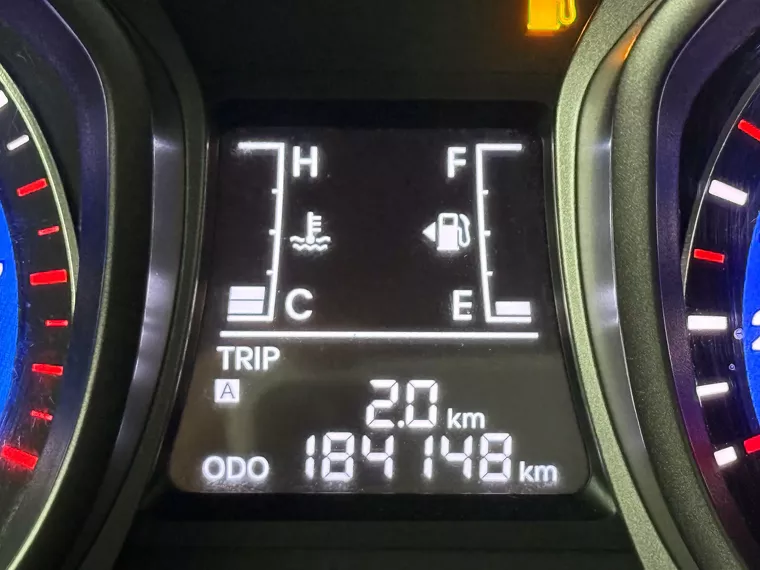 H F
C E
TRIP
A 2.0 km
ODO 184148 km